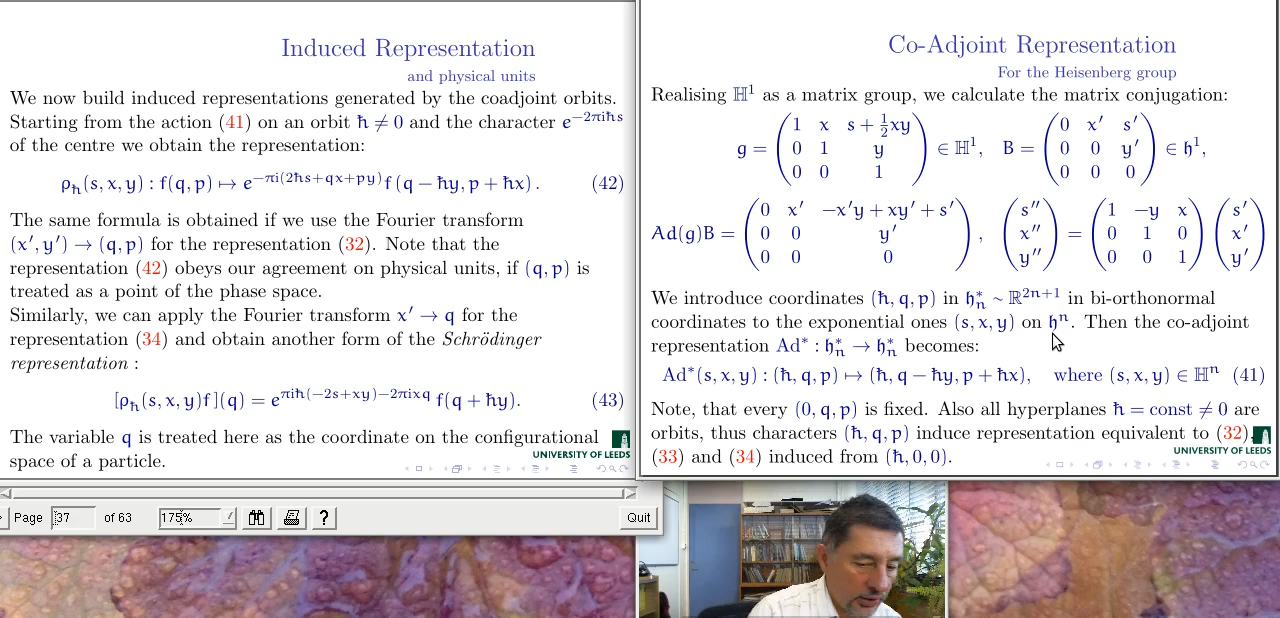 Induced Representation
and physical units
We now build induced representations generated by the coadjoint orbits.
Starting from the action (41) on an orbit ħ ≠ 0 and the character e^{−2πiħs}
of the centre we obtain the representation:
ρ_ħ(s, x, y) : f(q, p) ↦ e^{−πi(2ħs+qx+py)} f (q − ħy, p + ħx) . (42)
The same formula is obtained if we use the Fourier transform
(x′, y′) → (q, p) for the representation (32). Note that the
representation (42) obeys our agreement on physical units, if (q, p) is
treated as a point of the phase space.
Similarly, we can apply the Fourier transform x′ → q for the
representation (34) and obtain another form of the Schrödinger
representation :
[ρ_ħ(s, x, y)f](q) = e^{πiħ(−2s+xy)−2πixq} f(q + ħy). (43)
The variable q is treated here as the coordinate on the configurational
space of a particle.
UNIVERSITY OF LEEDS
Page 37 of 63 175% ? Quit
Co-Adjoint Representation
For the Heisenberg group
Realising ℍ¹ as a matrix group, we calculate the matrix conjugation:
g = (1 x s + ½xy; 0 1 y; 0 0 1) ∈ ℍ¹, B = (0 x′ s′; 0 0 y′; 0 0 0) ∈ 𝔥¹,
Ad(g)B = (0 x′ −x′y + xy′ + s′; 0 0 y′; 0 0 0), (s″; x″; y″) = (1 −y x; 0 1 0; 0 0 1) (s′; x′; y′)
We introduce coordinates (ħ, q, p) in 𝔥*_n ∼ ℝ^{2n+1} in bi-orthonormal
coordinates to the exponential ones (s, x, y) on 𝔥ⁿ. Then the co-adjoint
representation Ad* : 𝔥*_n → 𝔥*_n becomes:
Ad*(s, x, y) : (ħ, q, p) ↦ (ħ, q − ħy, p + ħx), where (s, x, y) ∈ ℍⁿ (41)
Note, that every (0, q, p) is fixed. Also all hyperplanes ħ = const ≠ 0 are
orbits, thus characters (ħ, q, p) induce representation equivalent to (32),
(33) and (34) induced from (ħ, 0, 0).
UNIVERSITY OF LEEDS